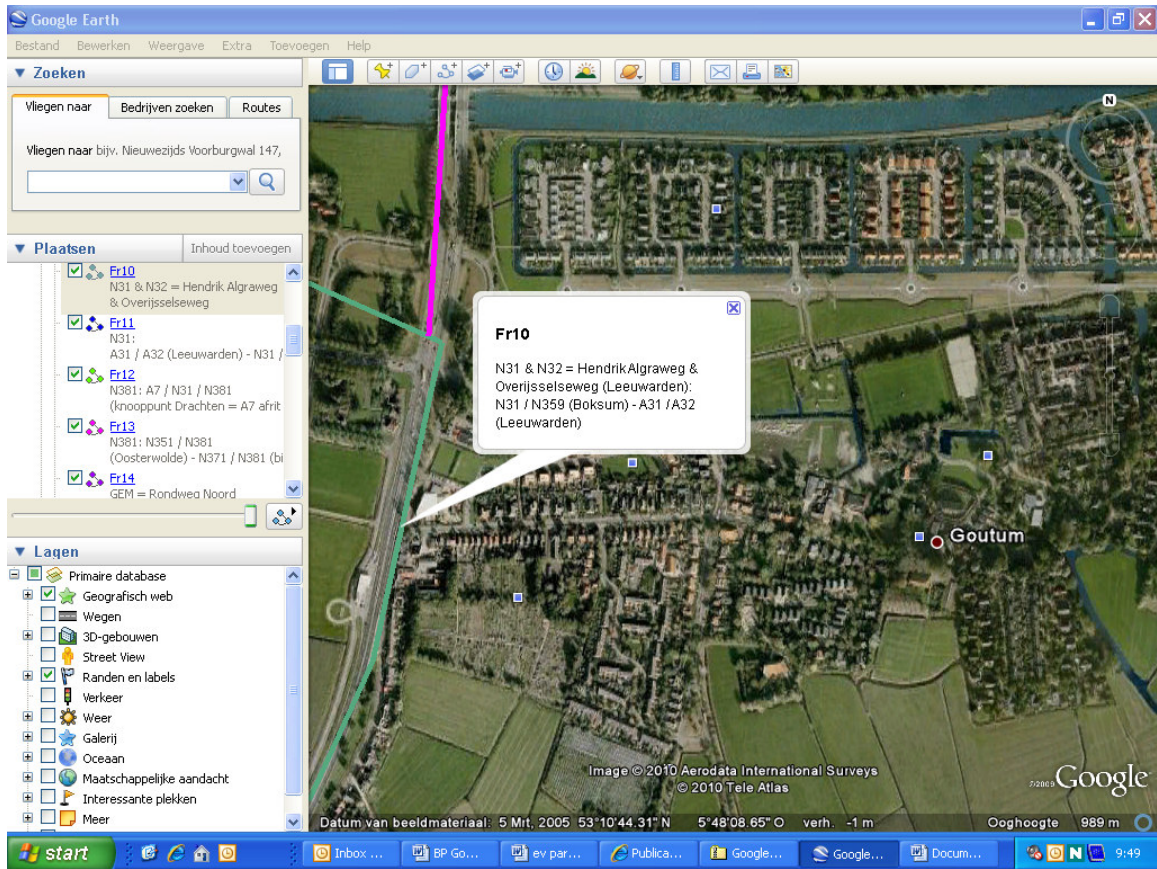 Google Earth
Bestand Bewerken Weergave Extra Toevoegen Help
Zoeken
Vliegen naar
Bedrijven zoeken
Routes
Vliegen naar bijv. Nieuwezijds Voorburgwal 147,
Plaatsen
Inhoud toevoegen
Fr10
N31 & N32 = Hendrik Algraweg
& Overijsselseweg
Fr11
N31:
A31 / A32 (Leeuwarden) - N31 /
Fr12
N381: A7 / N31 / N381
(knooppunt Drachten = A7 afrit
Fr13
N381: N351 / N381
(Oosterwolde) - N371 / N381 (bi
Fr14
GEM = Rondweg Noord
Lagen
Primaire database
Geografisch web
Wegen
3D-gebouwen
Street View
Randen en labels
Verkeer
Weer
Galerij
Oceaan
Maatschappelijke aandacht
Interessante plekken
Meer
N
Fr10
N31 & N32 = HendrikAlgraweg &
Overijsselseweg (Leeuwarden):
N31 / N359 (Boksum) - A31 / A32
(Leeuwarden)
Goutum
Image © 2010 Aerodata International Surveys
© 2010 Tele Atlas
©2009 Google
Datum van beeldmateriaal: 5 Mrt, 2005 53°10'44.31" N 5°48'08.65" O verh. -1 m Ooghoogte 989 m
start
Inbox ...
BP Go...
ev par...
Publica...
Google...
Google...
Docum...
N
9:49